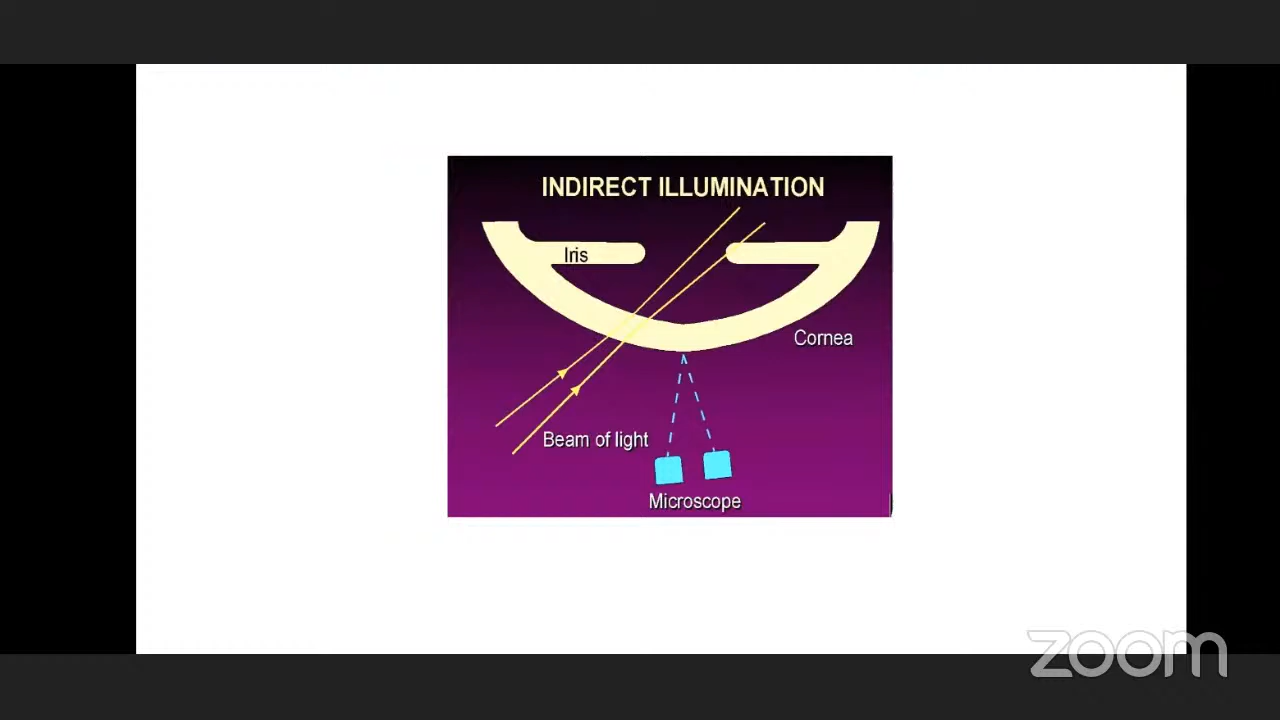 INDIRECT ILLUMINATION
Iris
Cornea
Beam of light
Microscope
zoom